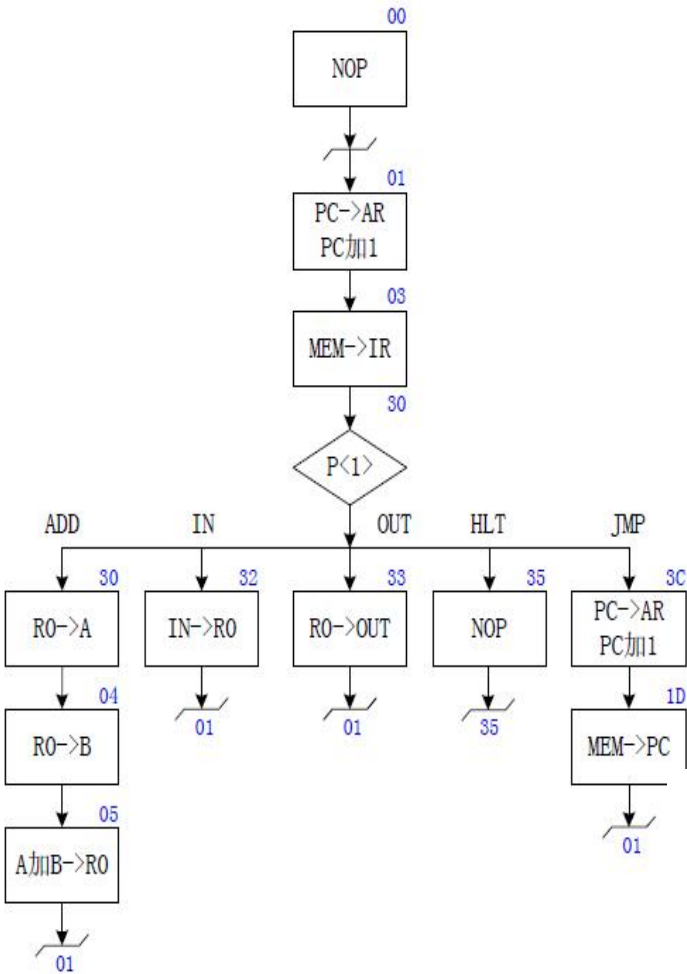 00
NOP
01
PC->AR
PC加1
03
MEM->IR
30
P<1>
ADD IN OUT HLT JMP
30 32 33 35 3C
R0->A IN->R0 R0->OUT NOP PC->AR
PC加1
04 01 01 35 1D
R0->B MEM->PC
05 01
A加B->R0
01